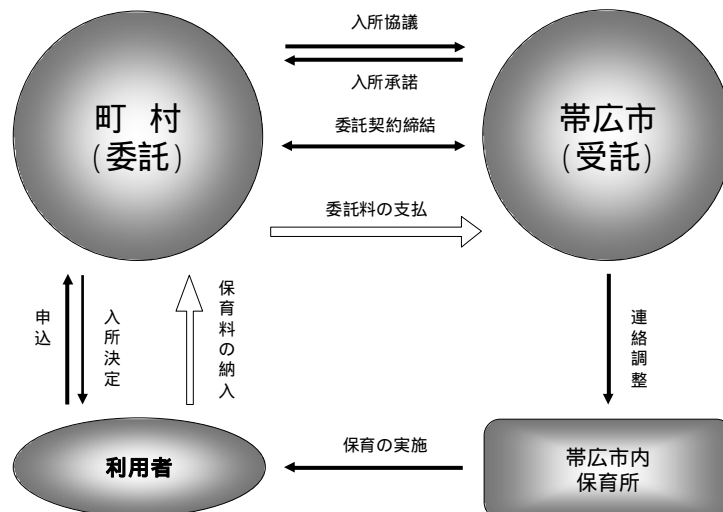 入所協議
入所承諾
町 村
(委託)
委託契約締結
帯広市
(受託)
委託料の支払
申込
入所決定
保育料の納入
連絡調整
利用者
保育の実施
帯広市内
保育所